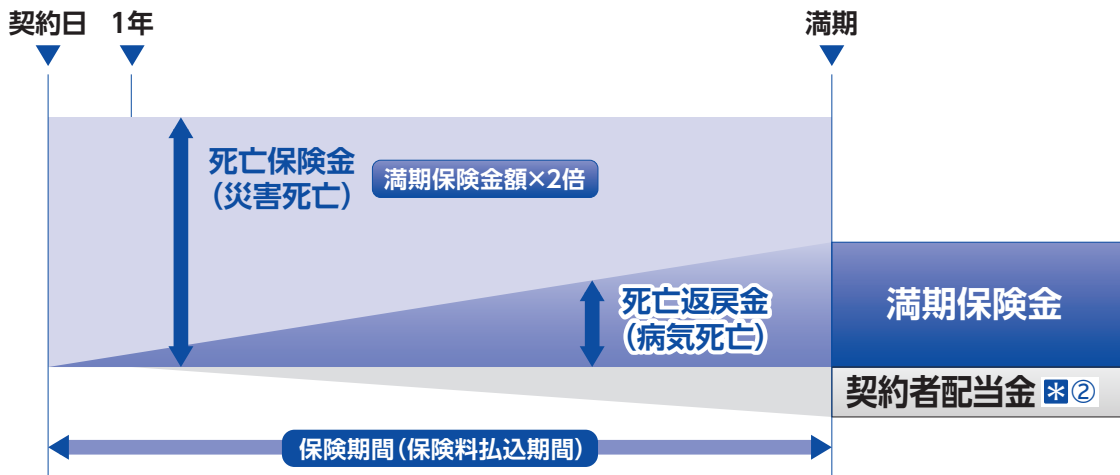 契約日 1年 満期
死亡保険金
(災害死亡)
満期保険金額×2倍
死亡返戻金
(病気死亡)
満期保険金
契約者配当金 *②
保険期間(保険料払込期間)